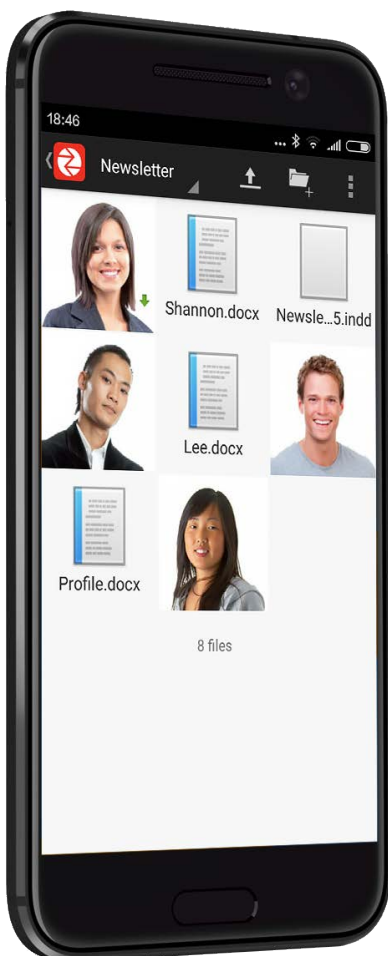 18:46
Newsletter
Shannon.docx
Newsle...5.indd
Lee.docx
Profile.docx
8 files